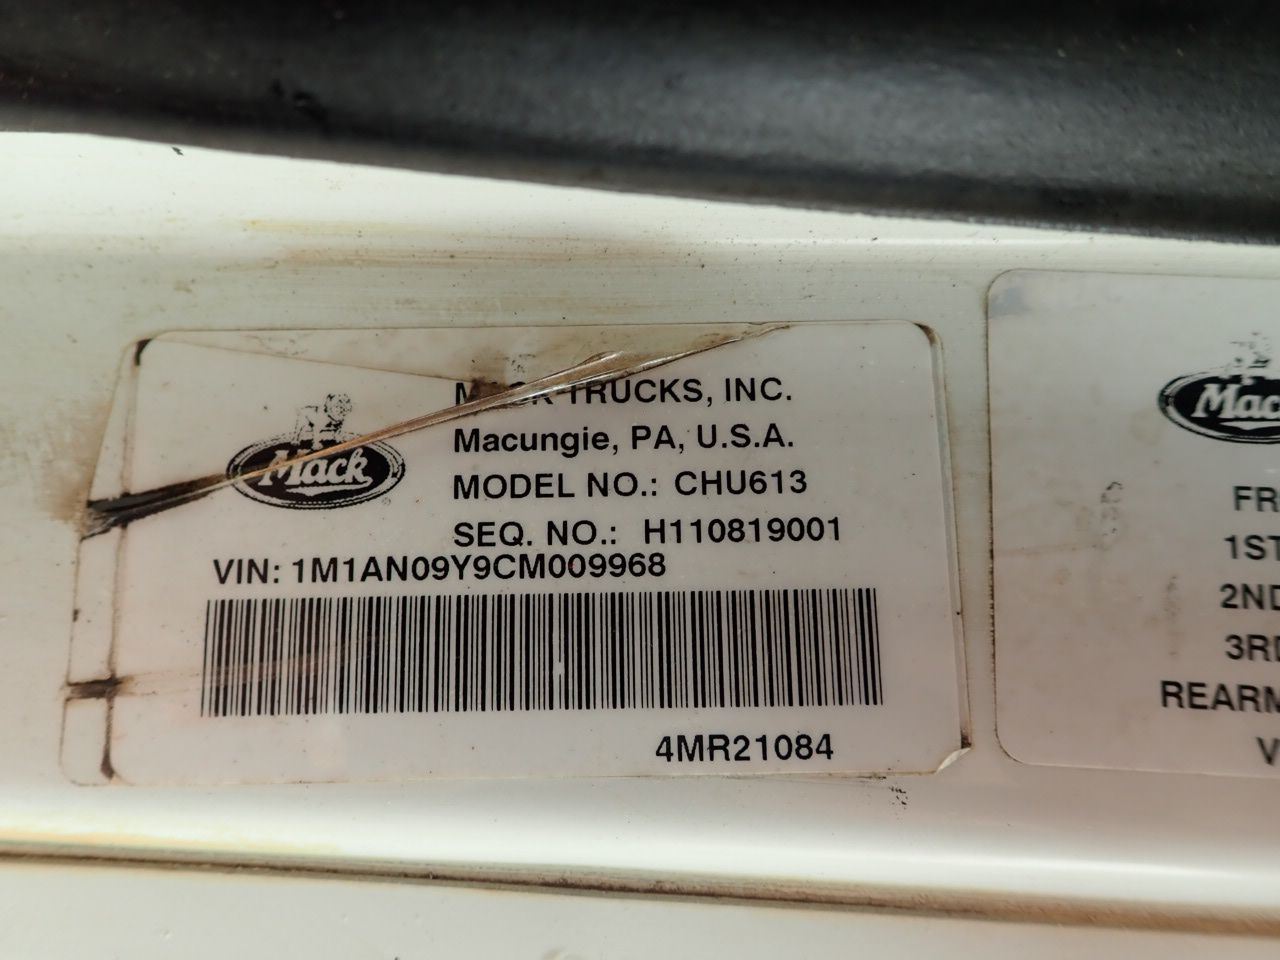 MACK TRUCKS, INC.
Macungie, PA, U.S.A.
Mack
MODEL NO.: CHU613
SEQ. NO.: H110819001
VIN: 1M1AN09Y9CM009968
4MR21084
Mac
FR
1ST
2ND
3RD
REARM
V